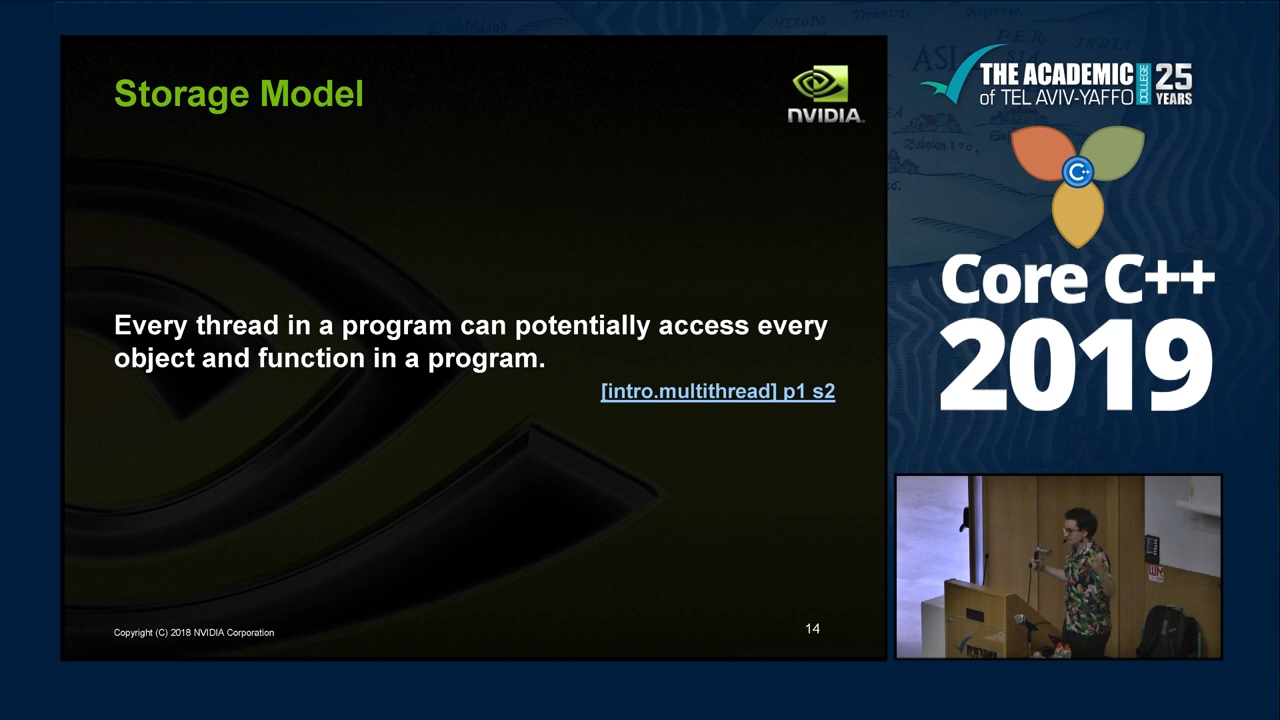 Storage Model
NVIDIA.
Every thread in a program can potentially access every
object and function in a program.
[intro.multithread] p1 s2
Copyright (C) 2018 NVIDIA Corporation
14
THE ACADEMIC
COLLEGE
of TEL AVIV-YAFFO
25
YEARS
C++
Core C++
2019